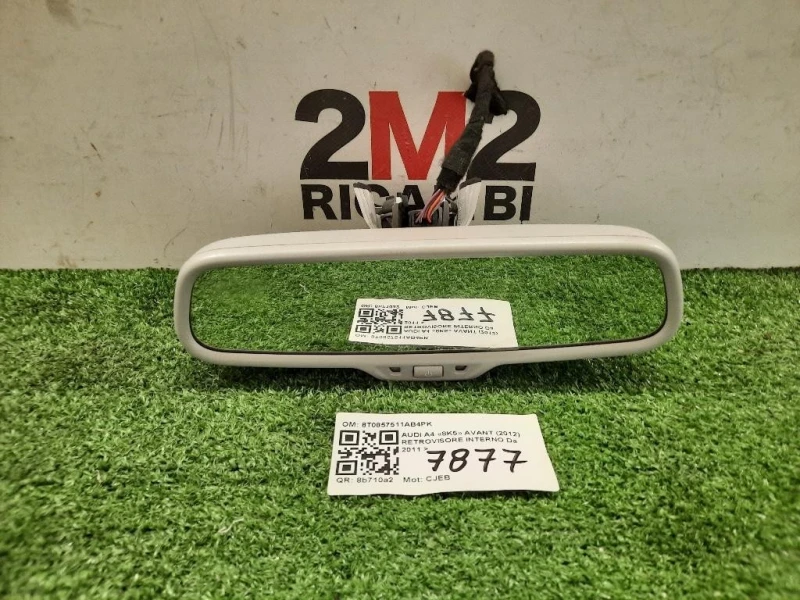 2M2
RICAMBI
OM: 8T0857511AB4PK
AUDI A4 «8K5» AVANT (2012)
RETROVISORE INTERNO Da
2011 >
7877
QR: 8b710a2 Mot: CJEB